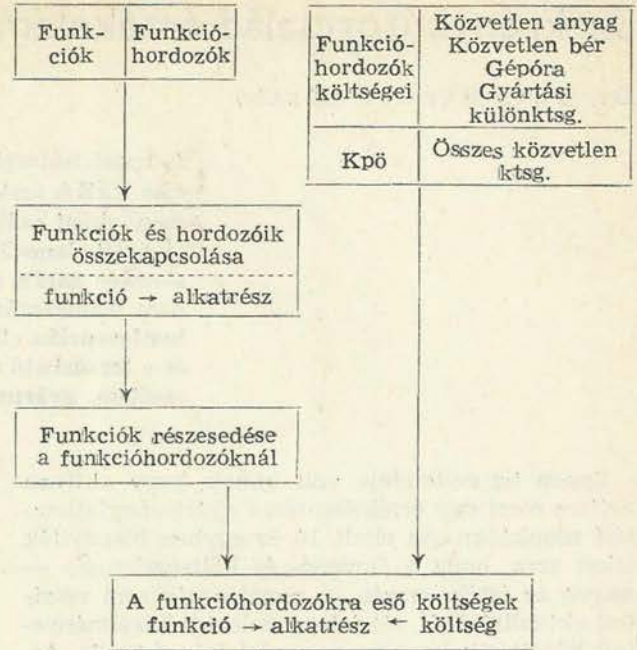 Funk-
ciók
Funkció-
hordozók
Funkció-
hordozók
költségei
Közvetlen anyag
Közvetlen bér
Gépóra
Gyártási
különktsg.
Kpö
Összes közvetlen
ktsg.
Funkciók és hordozóik
összekapcsolása
funkció → alkatrész
Funkciók részesedése
a funkcióhordozóknál
A funkcióhordozókra eső költségek
funkció → alkatrész ← költség